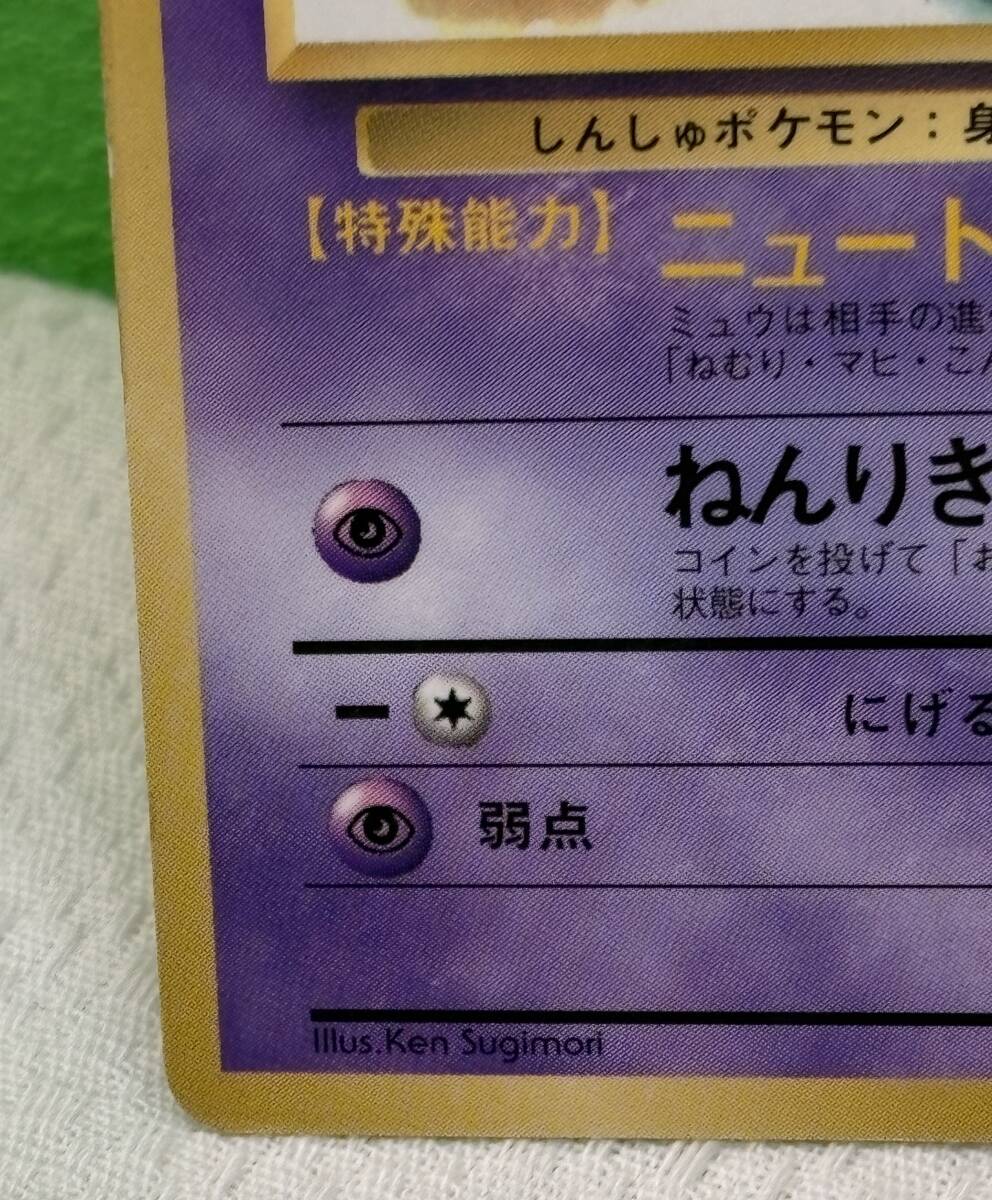 しんしゅポケモン：身
【特殊能力】 ニュート
ミュウは相手の進
「ねむり・マヒ・こん
ねんりき
コインを投げて「お
状態にする。
ー にげる
弱点
Illus.Ken Sugimori